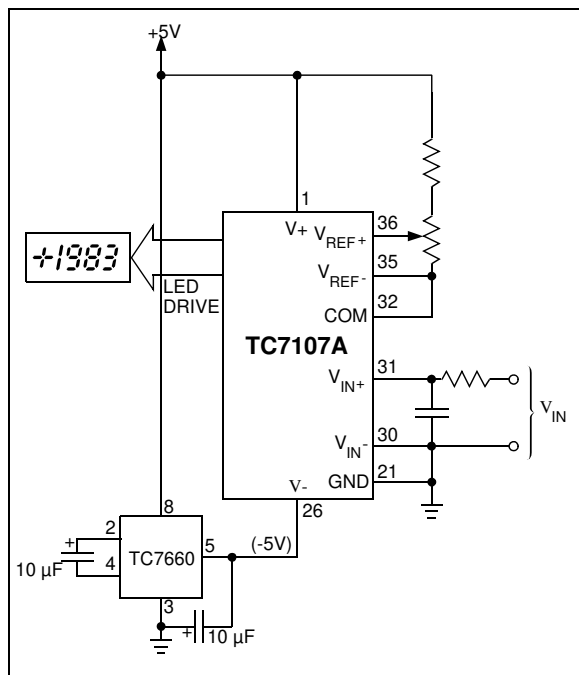 +5V
1
V+
36
VREF+
35
VREF-
32
COM
+1983
LED
DRIVE
TC7107A
31
VIN+
VIN
30
VIN-
21
GND
V-
26
8
2
+
5
(-5V)
TC7660
4
10 µF
3
+
10 µF